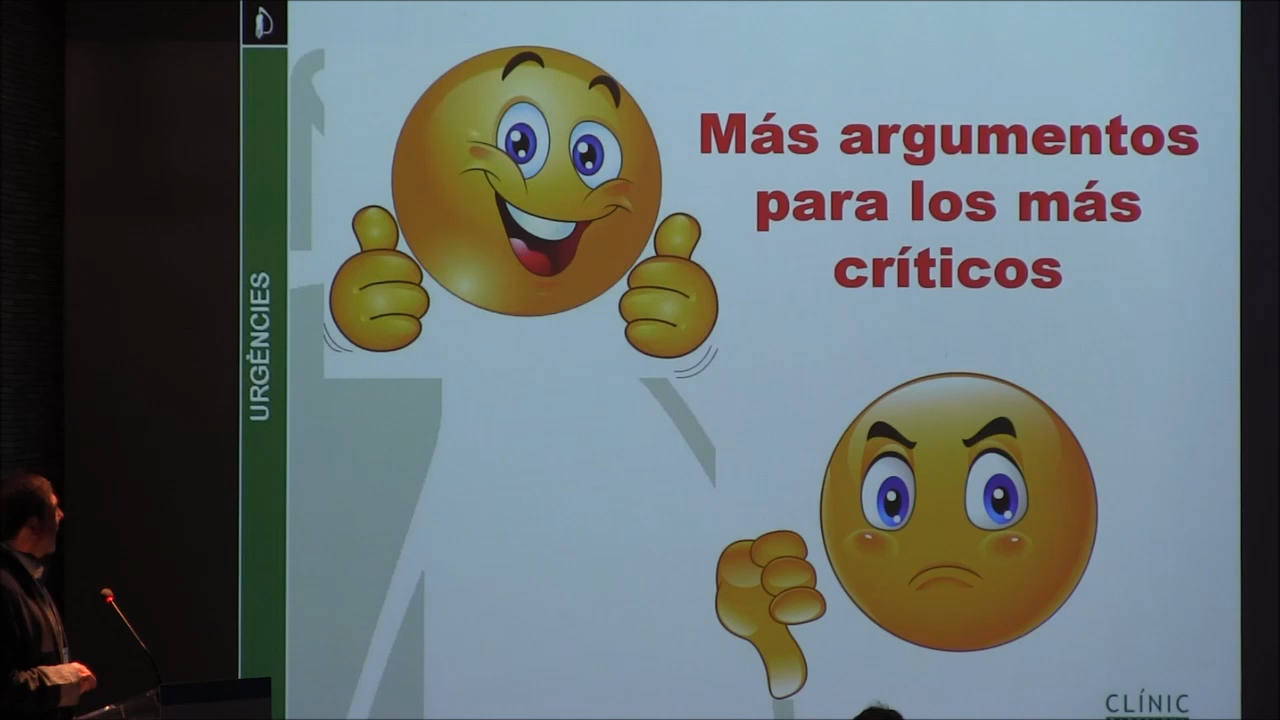 URGÈNCIES
Más argumentos
para los más
críticos
CLÍNIC